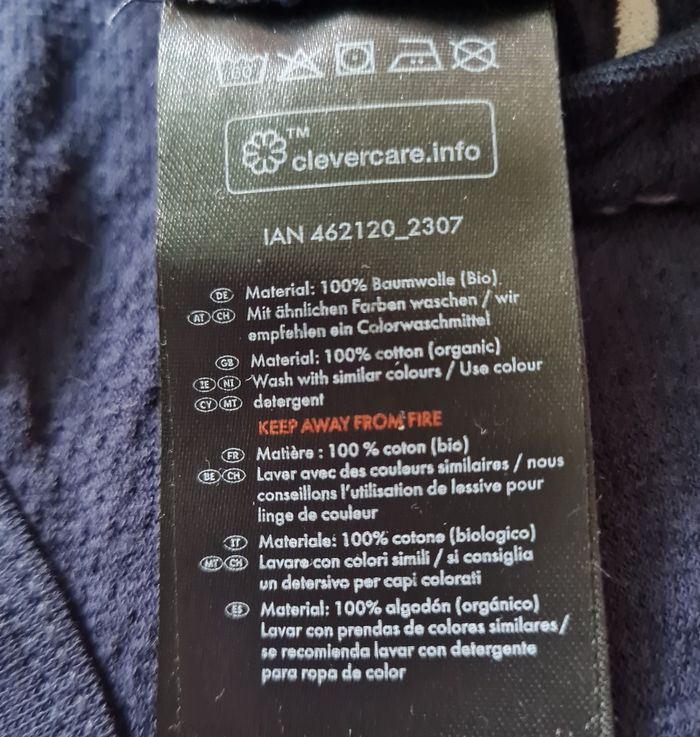 60
™
clevercare.info
IAN 462120_2307
DE Material: 100% Baumwolle (Bio).
AT CH Mit ähnlichen Farben waschen / wir
empfehlen ein Colorwaschmittel
GB Material: 100% cotton (organic)
IE NI Wash with similar colours / Use colour
CY MT detergent
KEEP AWAY FROM FIRE
FR Matière : 100 % coton (bio)
BE CH Laver avec des couleurs similaires / nous
conseillons l'utilisation de lessive pour
linge de couleur
IT Materiale: 100% cotone (biologico)
MT CH Lavare con colori simili / si consiglia
un detersivo per capi colorati
ES Material: 100% algodón (orgánico)
Lavar con prendas de colores similares/
se recomienda lavar con detergente
para ropa de color